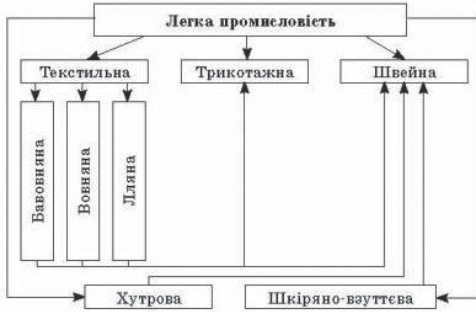 Легка промисловість
Текстильна
Трикотажна
Швейна
Бавовняна
Вовняна
Лляна
Хутрова
Шкіряно-взуттєва